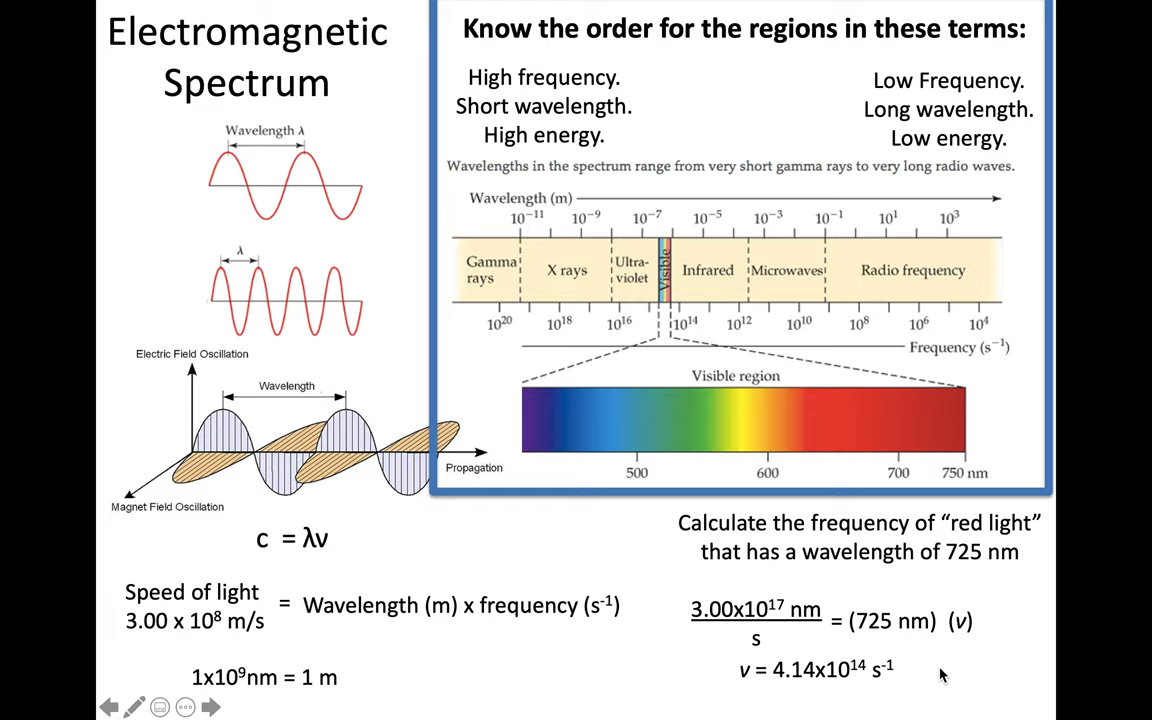 Electromagnetic
Spectrum
Wavelength λ
λ
Electric Field Oscillation
Wavelength
Propagation
Magnet Field Oscillation
c = λν
Speed of light
3.00 x 10⁸ m/s
= Wavelength (m) x frequency (s⁻¹)
1x10⁹nm = 1 m
Know the order for the regions in these terms:
High frequency.
Short wavelength.
High energy.
Low Frequency.
Long wavelength.
Low energy.
Wavelengths in the spectrum range from very short gamma rays to very long radio waves.
Wavelength (m)
10⁻¹¹ 10⁻⁹ 10⁻⁷ 10⁻⁵ 10⁻³ 10⁻¹ 10¹ 10³
Gamma
rays
X rays
Ultra-
violet
Visible
Infrared
Microwaves
Radio frequency
10²⁰ 10¹⁸ 10¹⁶ 10¹⁴ 10¹² 10¹⁰ 10⁸ 10⁶ 10⁴
Frequency (s⁻¹)
Visible region
500 600 700 750 nm
Calculate the frequency of “red light”
that has a wavelength of 725 nm
3.00x10¹⁷ nm
s
= (725 nm) (ν)
ν = 4.14x10¹⁴ s⁻¹